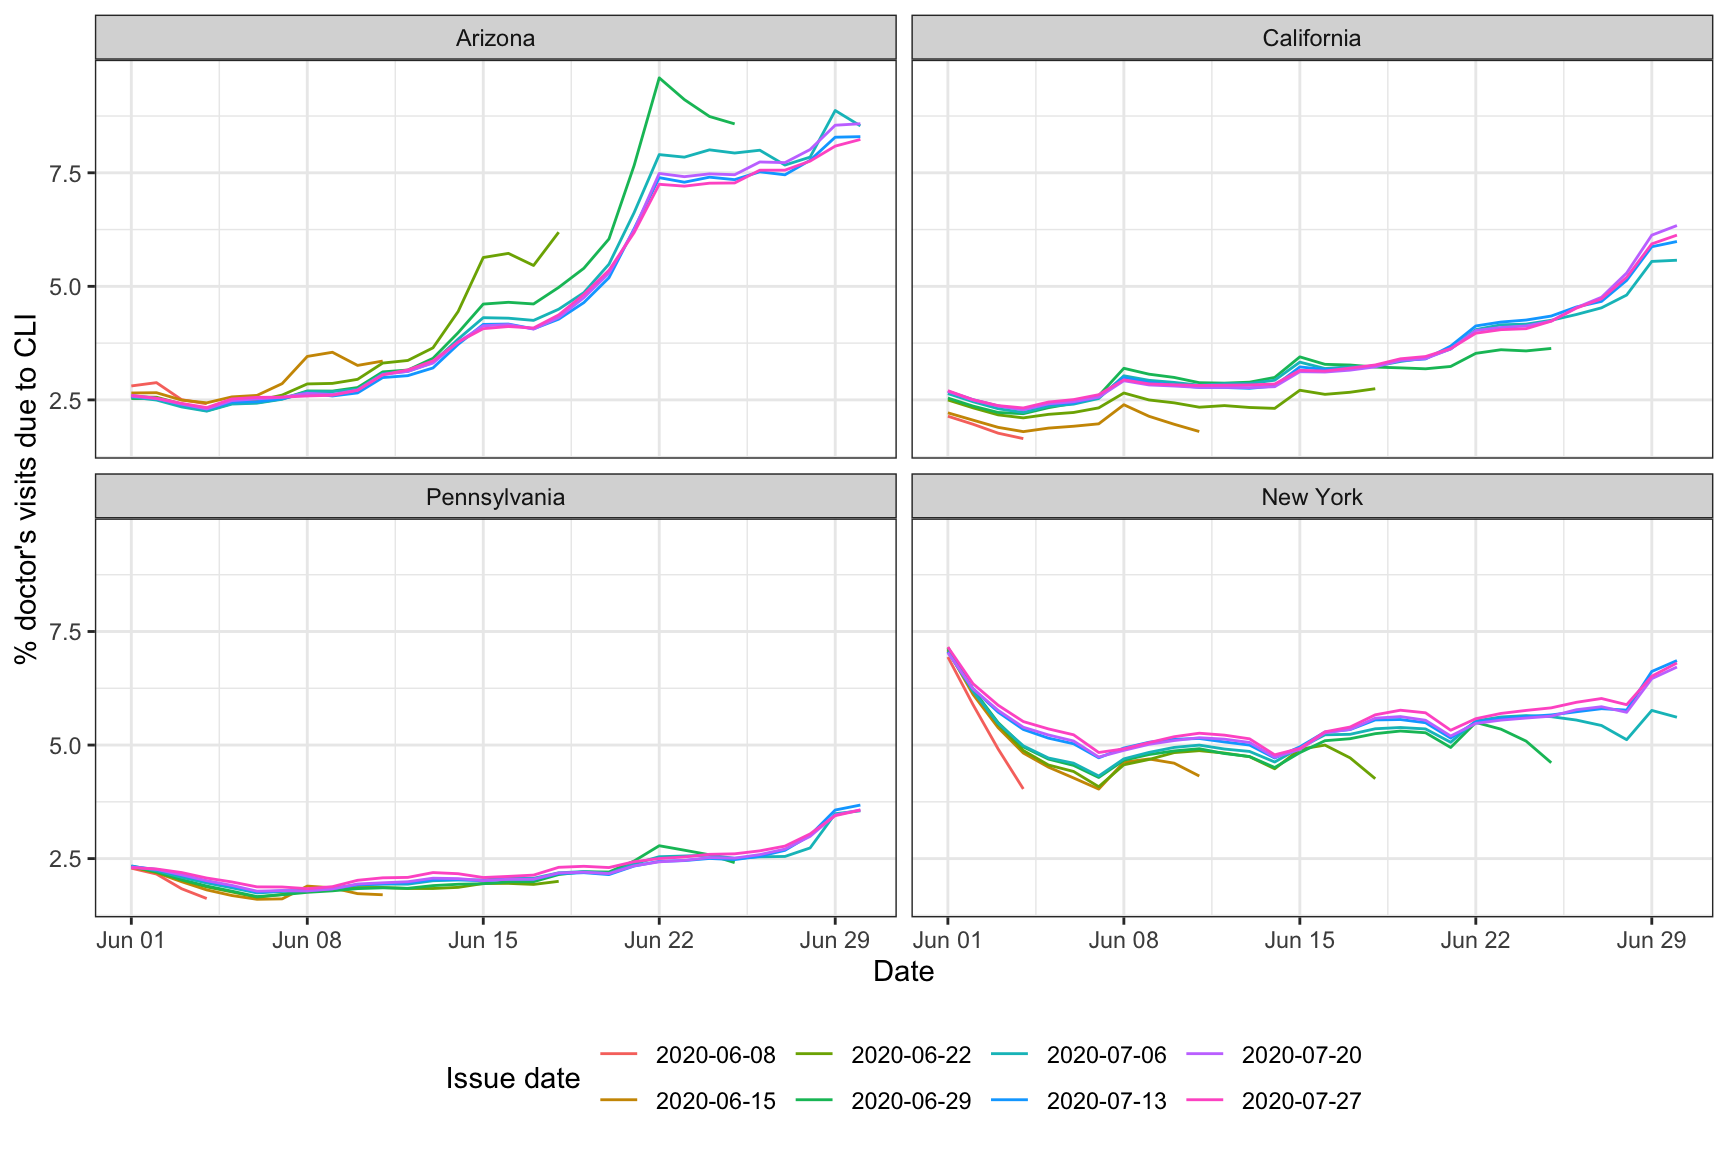 Arizona
California
7.5
5.0
2.5
Pennsylvania
New York
7.5
5.0
2.5
% doctor's visits due to CLI
Jun 01 Jun 08 Jun 15 Jun 22 Jun 29
Jun 01 Jun 08 Jun 15 Jun 22 Jun 29
Date
Issue date
2020-06-08 2020-06-22 2020-07-06 2020-07-20
2020-06-15 2020-06-29 2020-07-13 2020-07-27